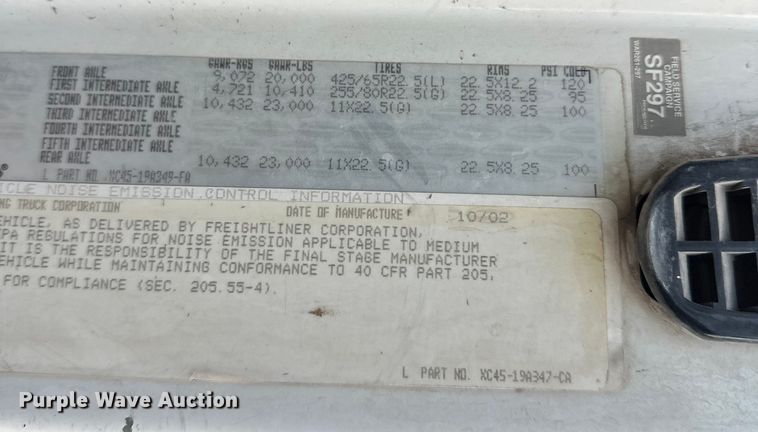 GAWR-KGS GAWR-LBS TIRES RIMS PSI COLD
FRONT AXLE 9,072 20,000 425/65R22.5(L) 22.5X12.2 120
FIRST INTERMEDIATE AXLE 4,721 10,410 255/80R22.5(G) 22.5X8.25 95
SECOND INTERMEDIATE AXLE 10,432 23,000 11X22.5(G) 22.5X8.25 100
THIRD INTERMEDIATE AXLE
FOURTH INTERMEDIATE AXLE
FIFTH INTERMEDIATE AXLE
REAR AXLE 10,432 23,000 11X22.5(G) 22.5X8.25 100
L PART NO. XC45-19A349-FA
NOISE EMISSION CONTROL INFORMATION
TRUCK CORPORATION DATE OF MANUFACTURE 10/02
VEHICLE, AS DELIVERED BY FREIGHTLINER CORPORATION,
REGULATIONS FOR NOISE EMISSION APPLICABLE TO MEDIUM
IT IS THE RESPONSIBILITY OF THE FINAL STAGE MANUFACTURER
VEHICLE WHILE MAINTAINING CONFORMANCE TO 40 CFR PART 205,
FOR COMPLIANCE (SEC. 205.55-4).
L PART NO. XC45-19A347-CA
FIELD SERVICE
CAMPAIGN
SF297
WAR261-297
Purple Wave Auction